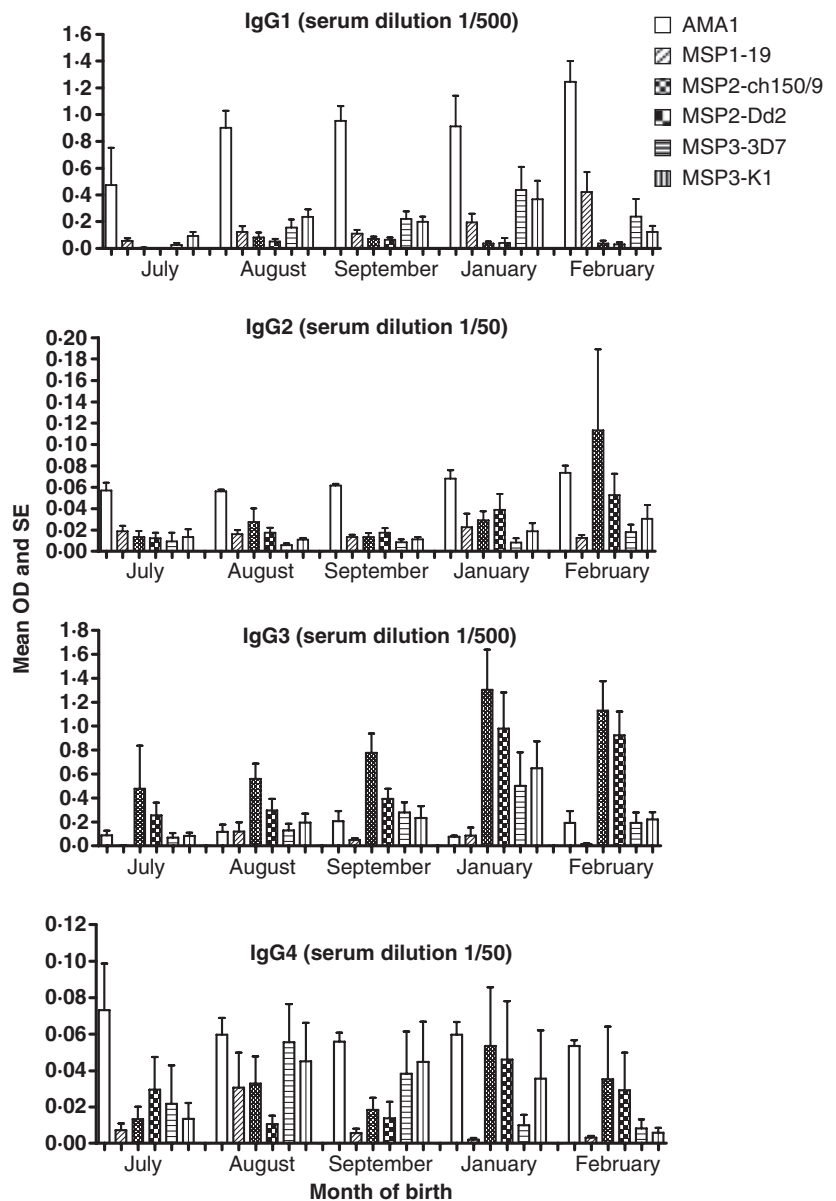 IgG1 (serum dilution 1/500)
1·6
1·4
1·2
1·0
0·8
0·6
0·4
0·2
0·0
July August September January February
AMA1
MSP1-19
MSP2-ch150/9
MSP2-Dd2
MSP3-3D7
MSP3-K1
IgG2 (serum dilution 1/50)
0·20
0·18
0·16
0·14
0·12
0·10
0·08
0·06
0·04
0·02
0·00
July August September January February
Mean OD and SE
IgG3 (serum dilution 1/500)
1·8
1·6
1·4
1·2
1·0
0·8
0·6
0·4
0·2
0·0
July August September January February
IgG4 (serum dilution 1/50)
0·12
0·10
0·08
0·06
0·04
0·02
0·00
July August September January February
Month of birth